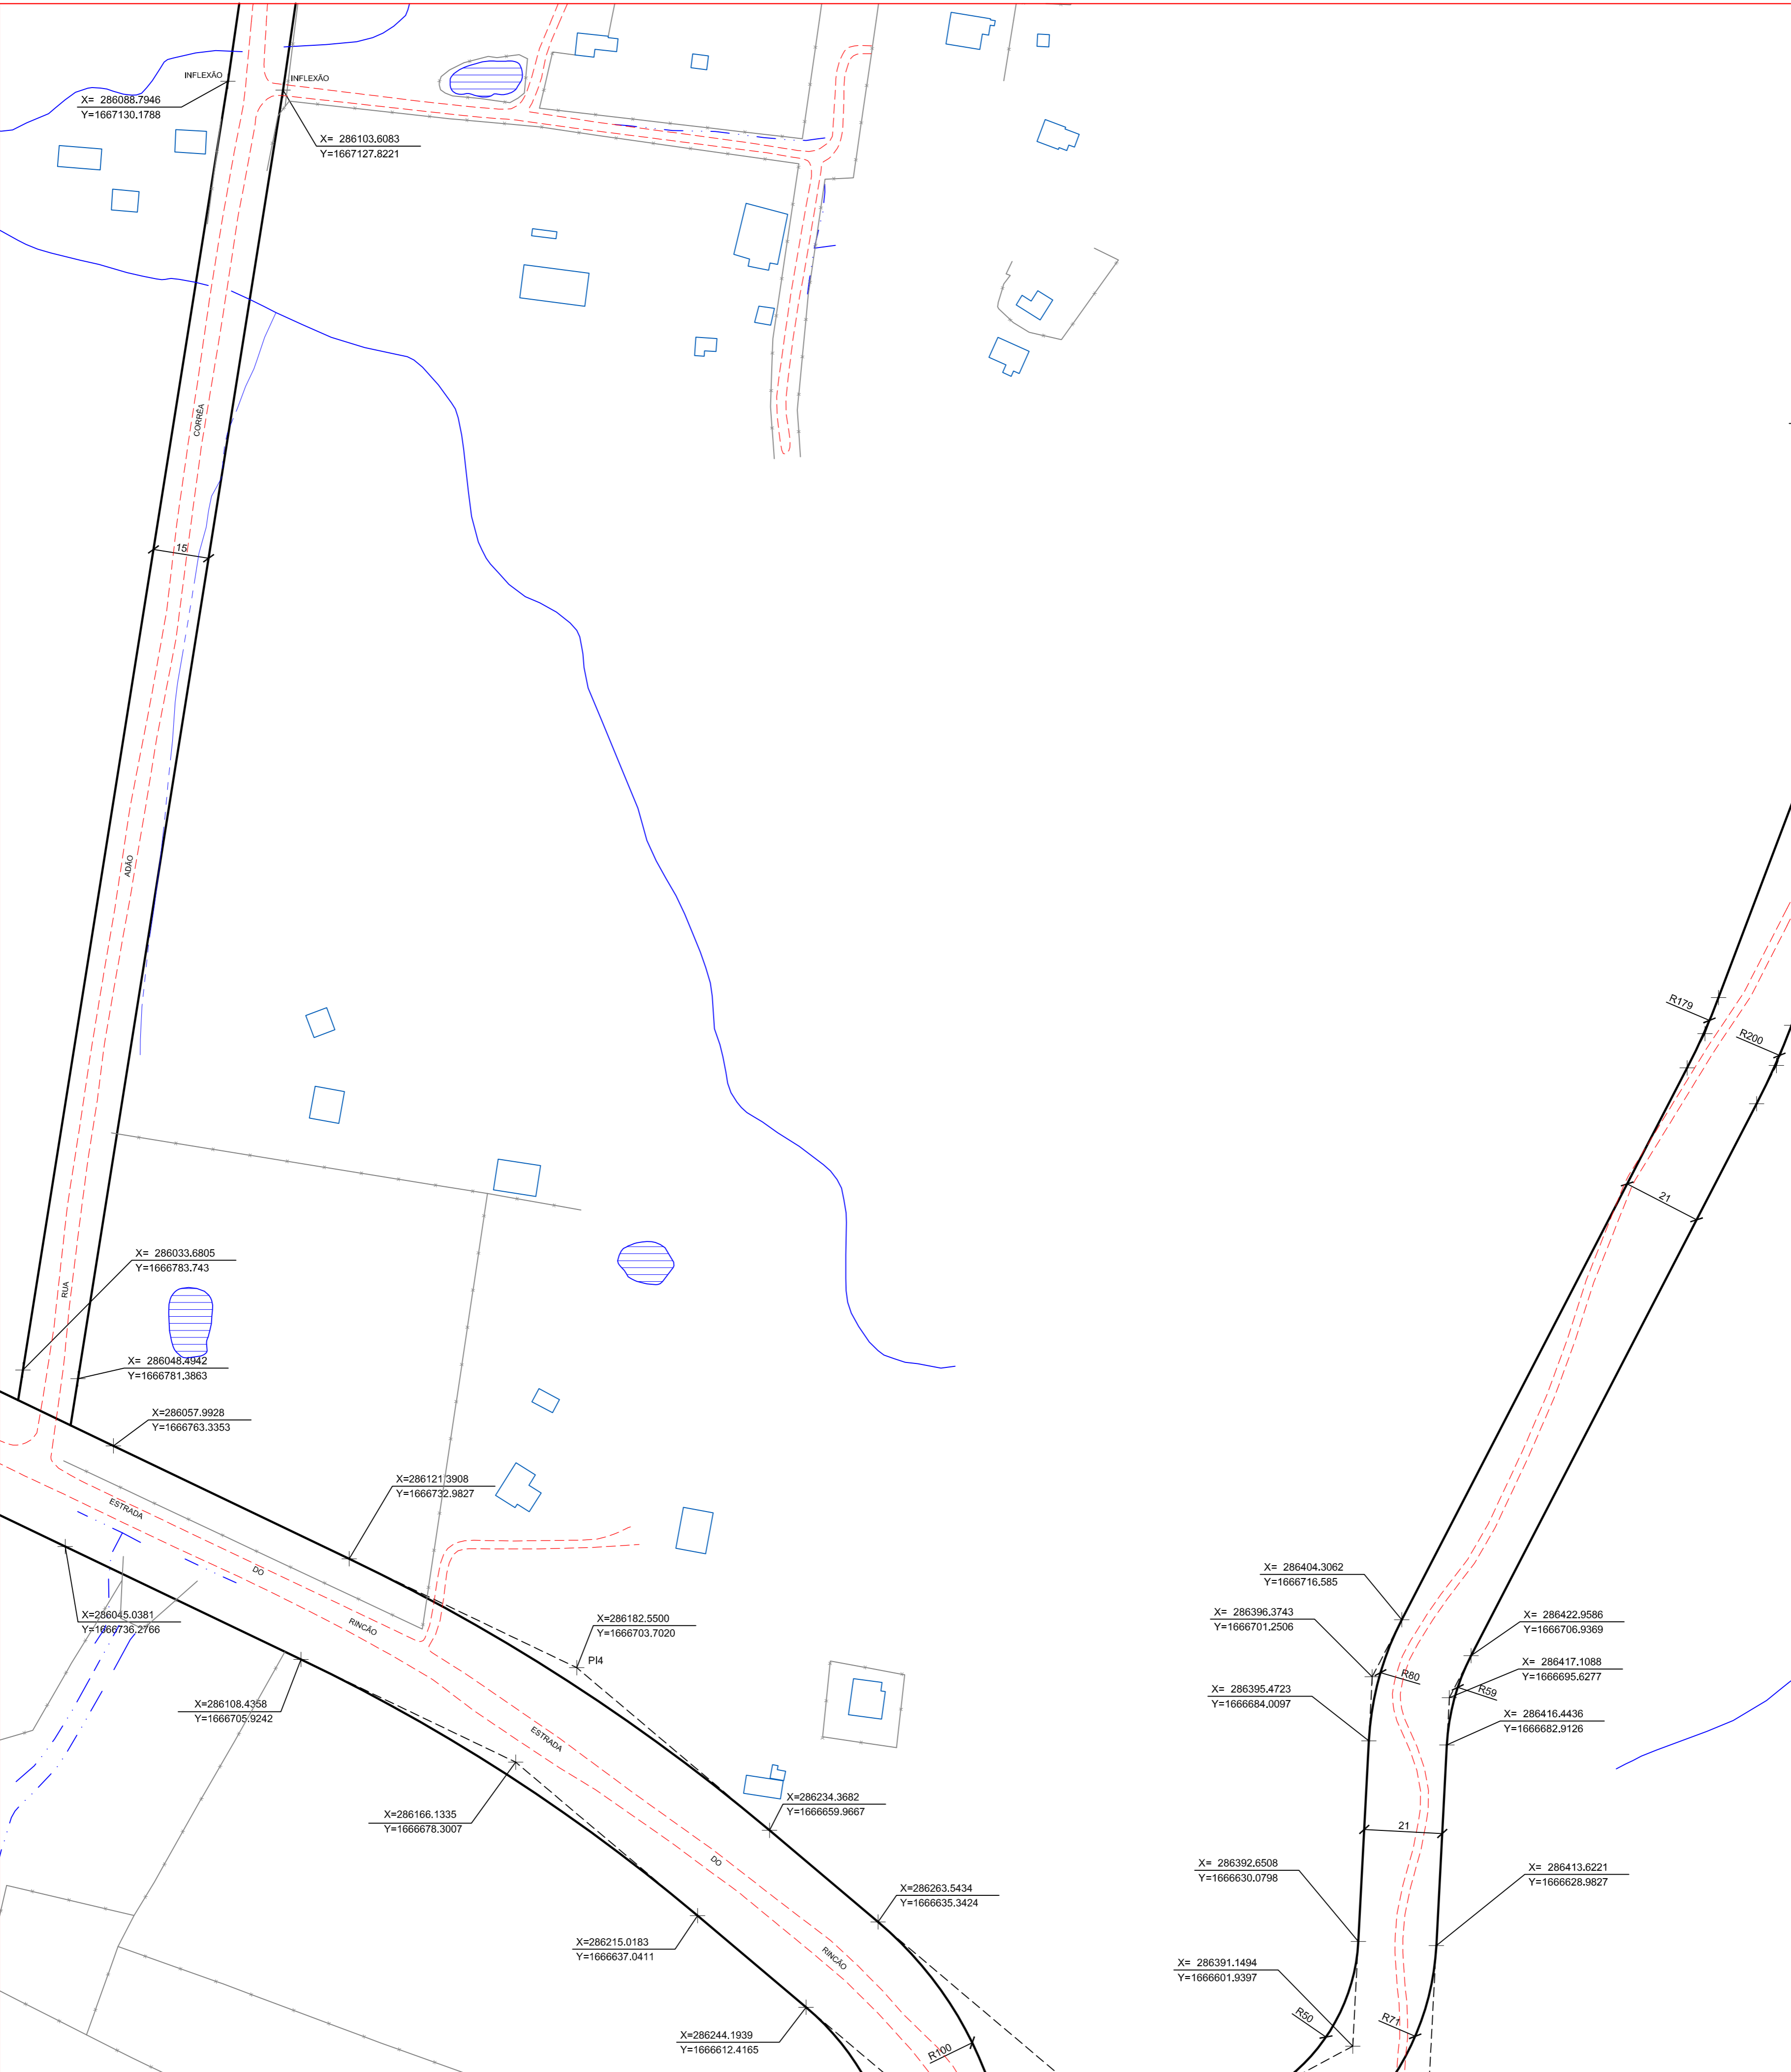 INFLEXÃO
INFLEXÃO
X= 286088.7946
Y=1667130.1788
X= 286103.6083
Y=1667127.8221
CORRÊA
15
ADÃO
R179
R200
21
X= 286033.6805
Y=1666783.743
RUA
X= 286048.4942
Y=1666781.3863
X=286057.9928
Y=1666763.3353
X=286121.3908
Y=1666732.9827
ESTRADA
DO
RINCÃO
X= 286404.3062
Y=1666716.585
X=286045.0381
Y=1666736.2766
X=286182.5500
Y=1666703.7020
PI4
X= 286396.3743
Y=1666701.2506
X= 286422.9586
Y=1666706.9369
R80
X= 286417.1088
Y=1666695.6277
R59
X= 286395.4723
Y=1666684.0097
X=286108.4358
Y=1666705.9242
X= 286416.4436
Y=1666682.9126
ESTRADA
X=286234.3682
Y=1666659.9667
X=286166.1335
Y=1666678.3007
21
DO
X= 286392.6508
Y=1666630.0798
X= 286413.6221
Y=1666628.9827
X=286263.5434
Y=1666635.3424
X=286215.0183
Y=1666637.0411
RINCÃO
X= 286391.1494
Y=1666601.9397
R50
R71
X=286244.1939
Y=1666612.4165
R100